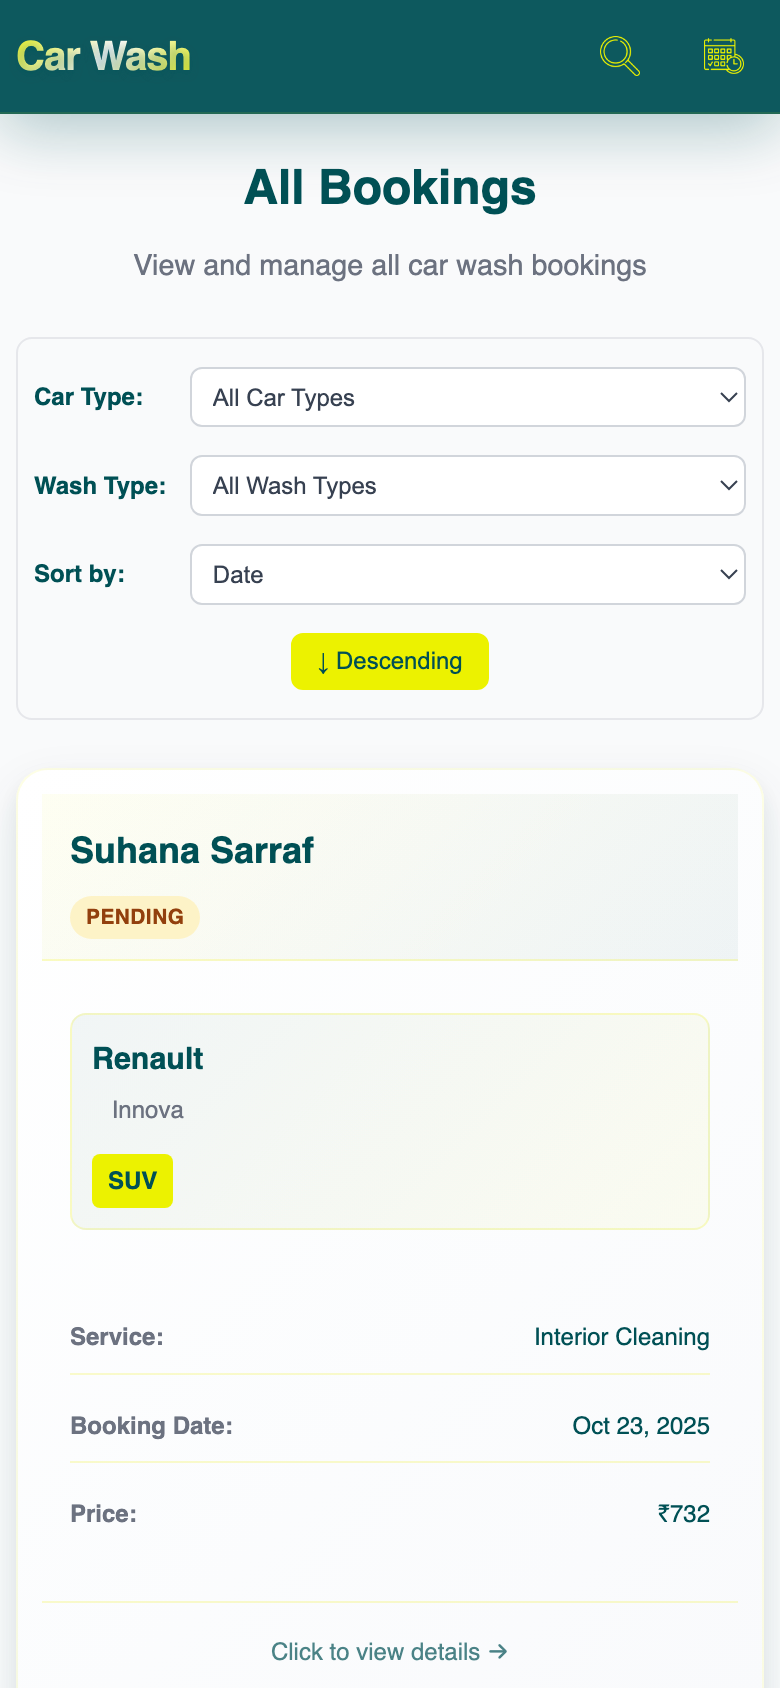 Car Wash
All Bookings
View and manage all car wash bookings
Car Type: All Car Types
Wash Type: All Wash Types
Sort by: Date
↓ Descending
Suhana Sarraf
PENDING
Renault
Innova
SUV
Service: Interior Cleaning
Booking Date: Oct 23, 2025
Price: ₹732
Click to view details →